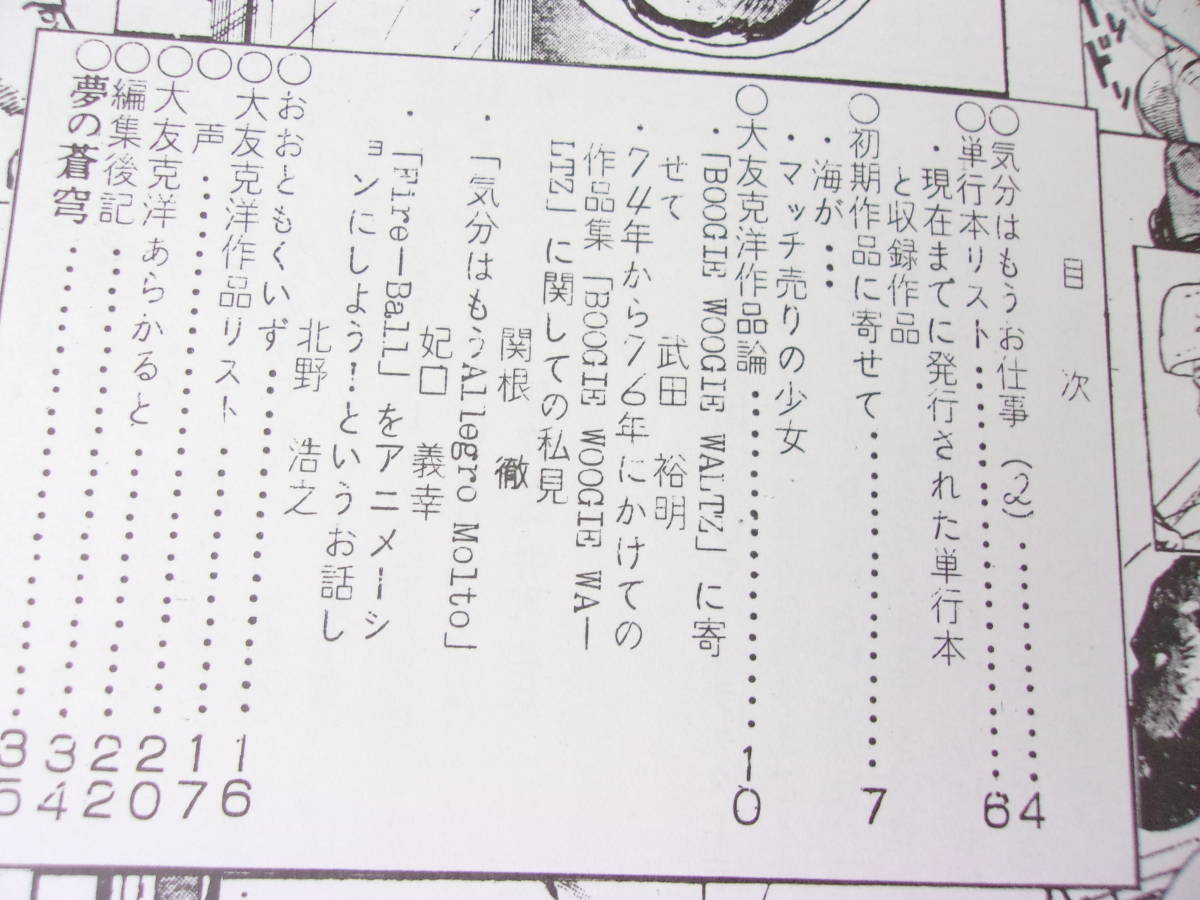 目次
○気分はもうお仕事（2）‥‥‥‥‥4
○単行本リスト‥‥‥‥‥‥‥‥6
・現在までに発行された単行本
と収録作品
○初期作品に寄せて‥‥‥‥‥‥7
・海が・・・
・マッチ売りの少女
○大友克洋作品論‥‥‥‥‥‥‥10
・「BOOGIE WOOGIE WALTZ」に寄
せて
武田 裕明
・74年から76年にかけての
作品集「BOOGIE WOOGIE WA－
LTZ」に関しての私見
関根 徹
・「気分はもうAllegro Molto」
妃口 義幸
・「Fire－Ball」をアニメーシ
ョンにしよう！というお話し
北野 浩之
○おおともくいず‥‥‥‥‥‥‥16
○大友克洋作品リスト‥‥‥‥‥17
○声‥‥‥‥‥‥‥‥‥‥‥‥20
○大友克洋あらかると‥‥‥‥‥22
○編集後記‥‥‥‥‥‥‥‥‥34
○夢の蒼穹‥‥‥‥‥‥‥‥‥35